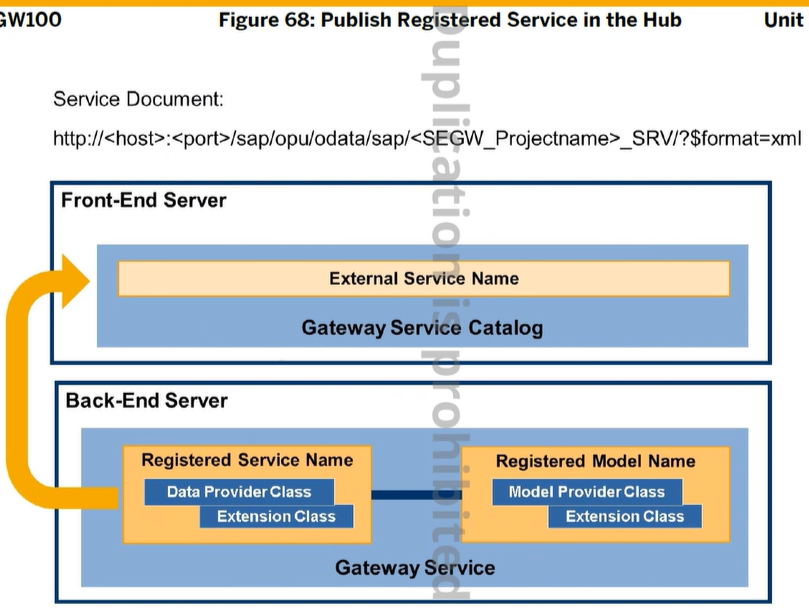 GW100
Figure 68: Publish Registered Service in the Hub
Unit
Service Document:
http://<host>:<port>/sap/opu/odata/sap/<SEGW_Projectname>_SRV/?$format=xml
Front-End Server
External Service Name
Gateway Service Catalog
Back-End Server
Registered Service Name
Data Provider Class
Extension Class
Registered Model Name
Model Provider Class
Extension Class
Gateway Service
Duplication is prohibited